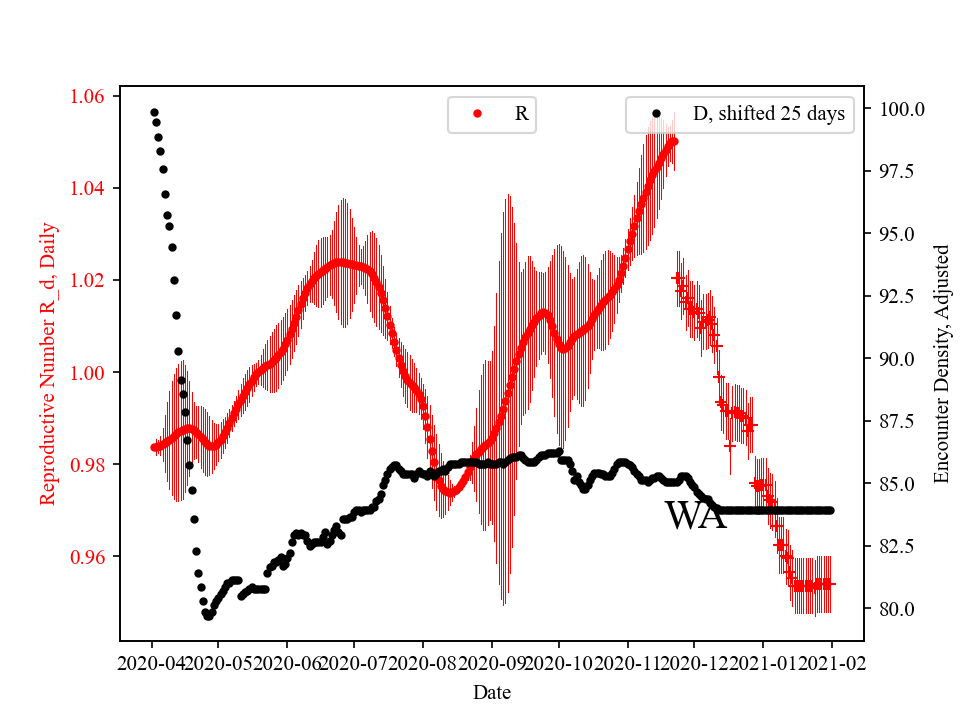 R
D, shifted 25 days
1.06
1.04
1.02
1.00
0.98
0.96
Reproductive Number R_d, Daily
100.0
97.5
95.0
92.5
90.0
87.5
85.0
82.5
80.0
Encounter Density, Adjusted
WA
2020-04 2020-05 2020-06 2020-07 2020-08 2020-09 2020-10 2020-11 2020-12 2021-01 2021-02
Date